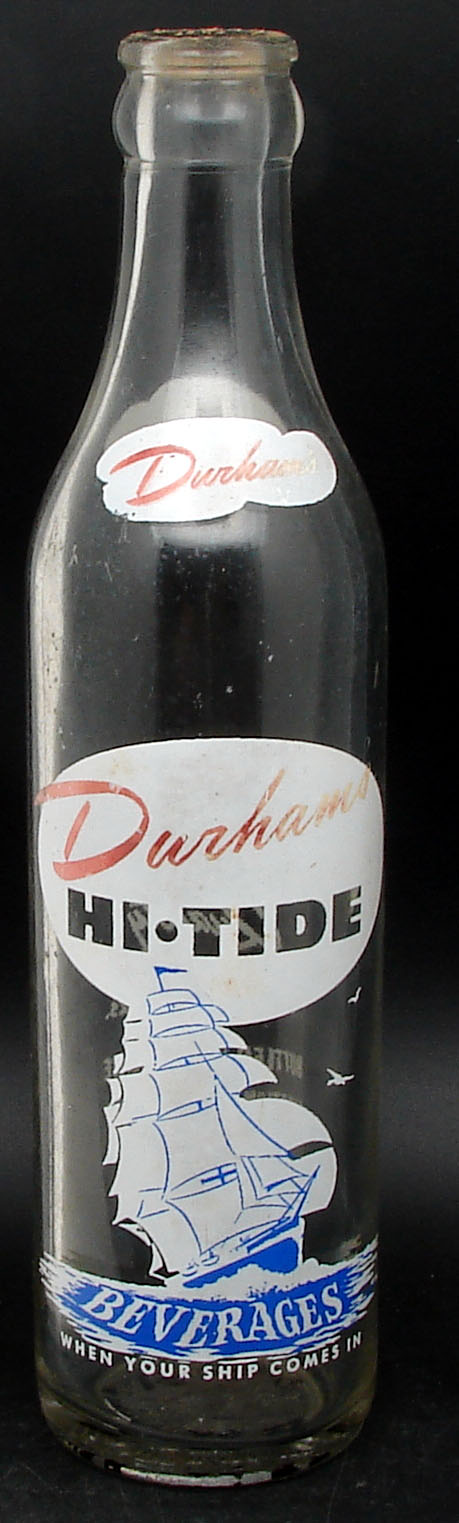 Durham's
Durham's
HI-TIDE
BEVERAGES
WHEN YOUR SHIP COMES IN